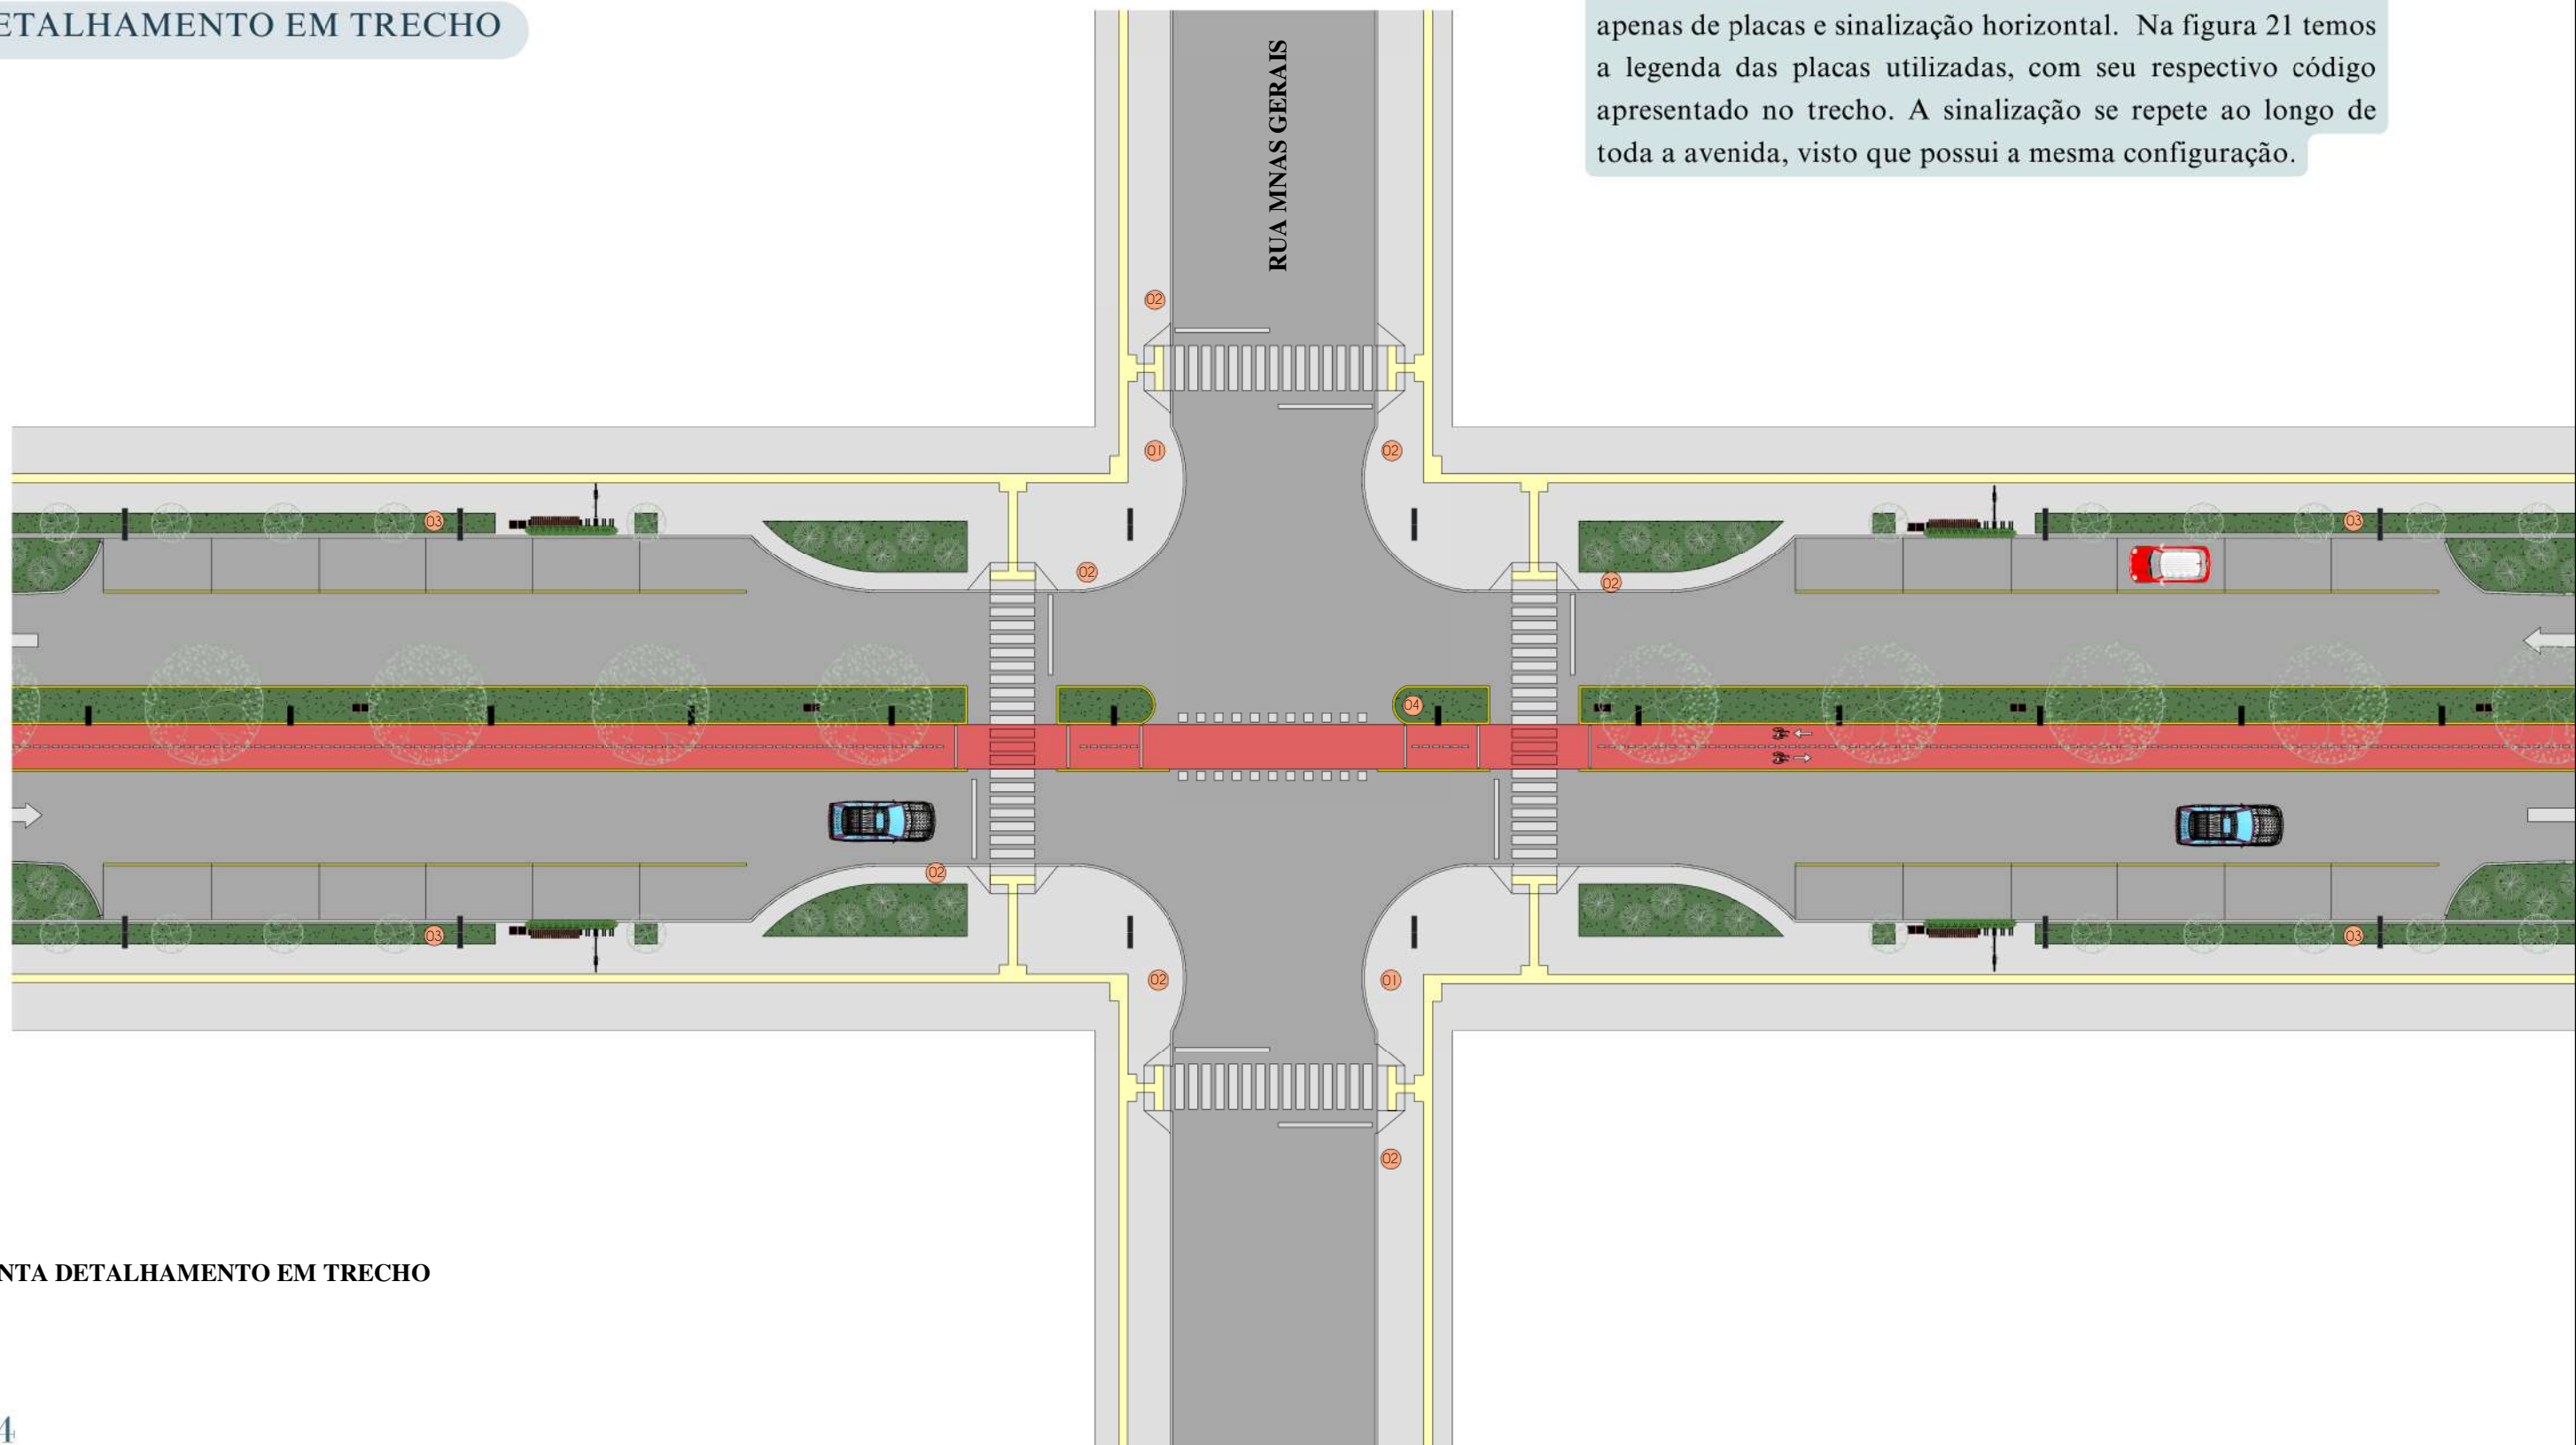 ETALHAMENTO EM TRECHO
apenas de placas e sinalização horizontal. Na figura 21 temos
a legenda das placas utilizadas, com seu respectivo código
apresentado no trecho. A sinalização se repete ao longo de
toda a avenida, visto que possui a mesma configuração.
RUA MNAS GERAIS
02
01
02
03
03
02
02
04
02
03
03
02
01
02
NTA DETALHAMENTO EM TRECHO
4